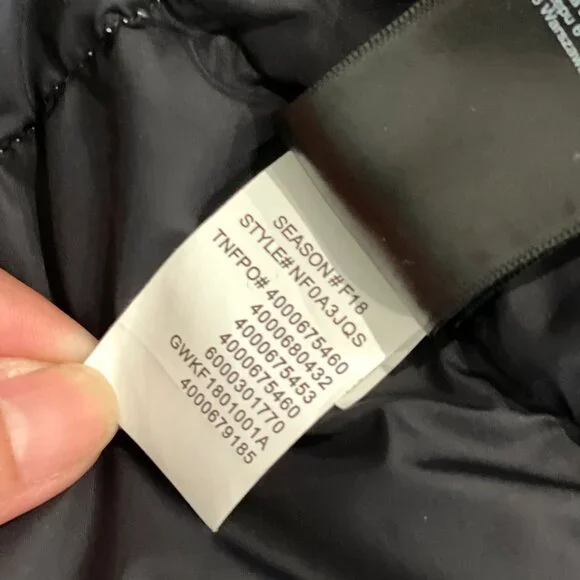 SEASON#F18
STYLE#NF0A3JQS
TNFPO# 4000675460
4000680432
4000675453
4000675460
6000301770
GWKF1801001A
4000679185